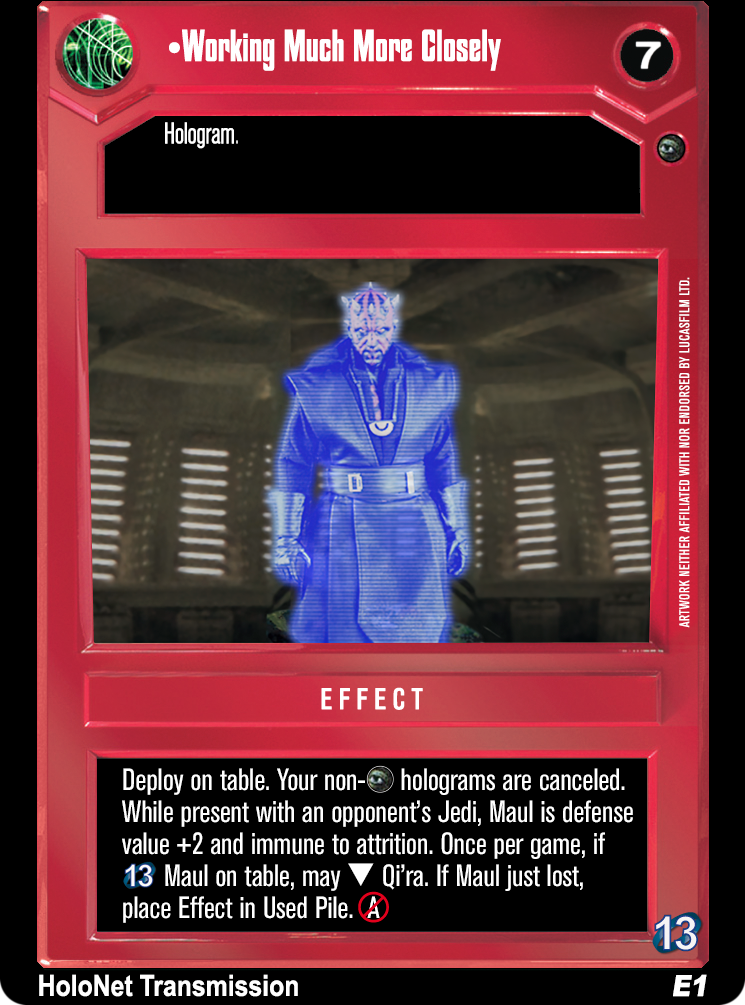 •Working Much More Closely
7
Hologram.
ARTWORK NEITHER AFFILIATED WITH NOR ENDORSED BY LUCASFILM LTD.
EFFECT
Deploy on table. Your non- holograms are canceled.
While present with an opponent's Jedi, Maul is defense
value +2 and immune to attrition. Once per game, if
13 Maul on table, may ▼ Qi'ra. If Maul just lost,
place Effect in Used Pile. A
13
HoloNet Transmission
E1